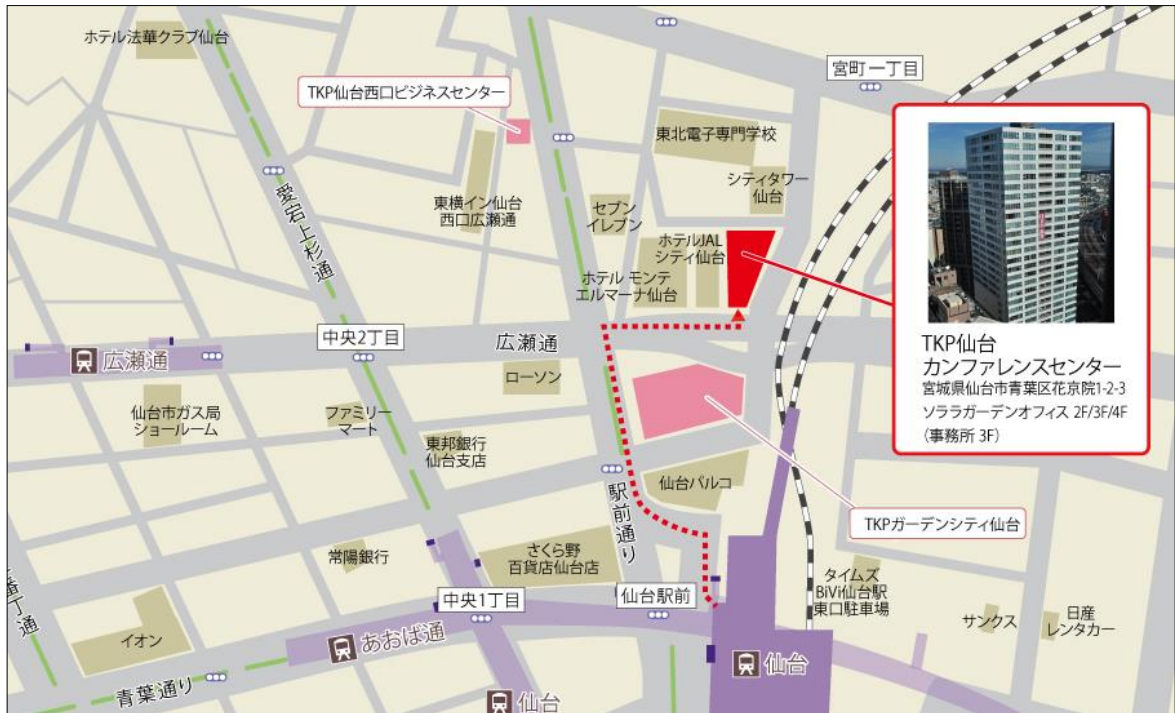 ホテル法華クラブ仙台
宮町一丁目
TKP仙台西口ビジネスセンター
東北電子専門学校
シティタワー
仙台
愛宕上杉通
東横イン仙台
西口広瀬通
セブン
イレブン
ホテルJAL
シティ仙台
ホテル モンテ
エルマーナ仙台
TKP仙台
カンファレンスセンター
宮城県仙台市青葉区花京院1-2-3
ソララガーデンオフィス 2F/3F/4F
（事務所 3F）
中央2丁目
広瀬通
広瀬通
ローソン
仙台市ガス局
ショールーム
ファミリー
マート
東邦銀行
仙台支店
仙台パルコ
駅前通り
TKPガーデンシティ仙台
常陽銀行
さくら野
百貨店仙台店
中央1丁目
仙台駅前
タイムズ
BiVi仙台駅
東口駐車場
サンクス
日産
レンタカー
番丁通
イオン
あおば通
青葉通り
仙台
仙台